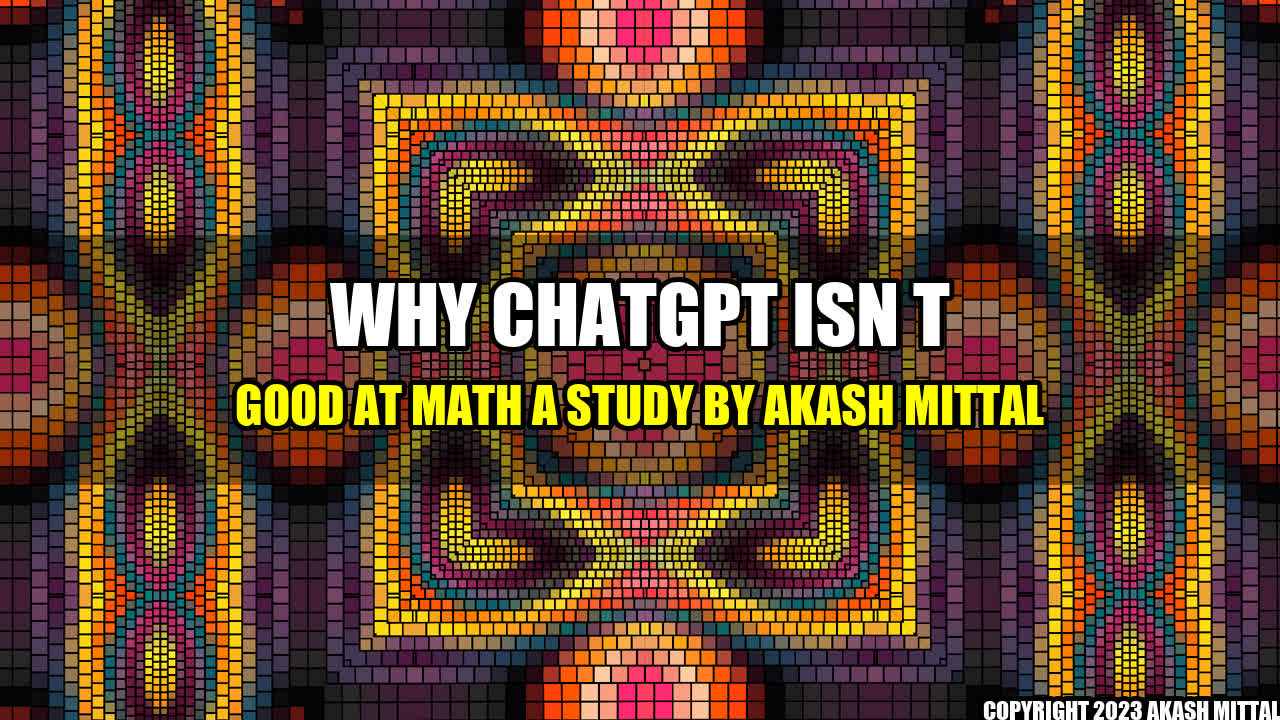 WHY CHATGPT ISN T
GOOD AT MATH A STUDY BY AKASH MITTAL
COPYRIGHT 2023 AKASH MITTAL